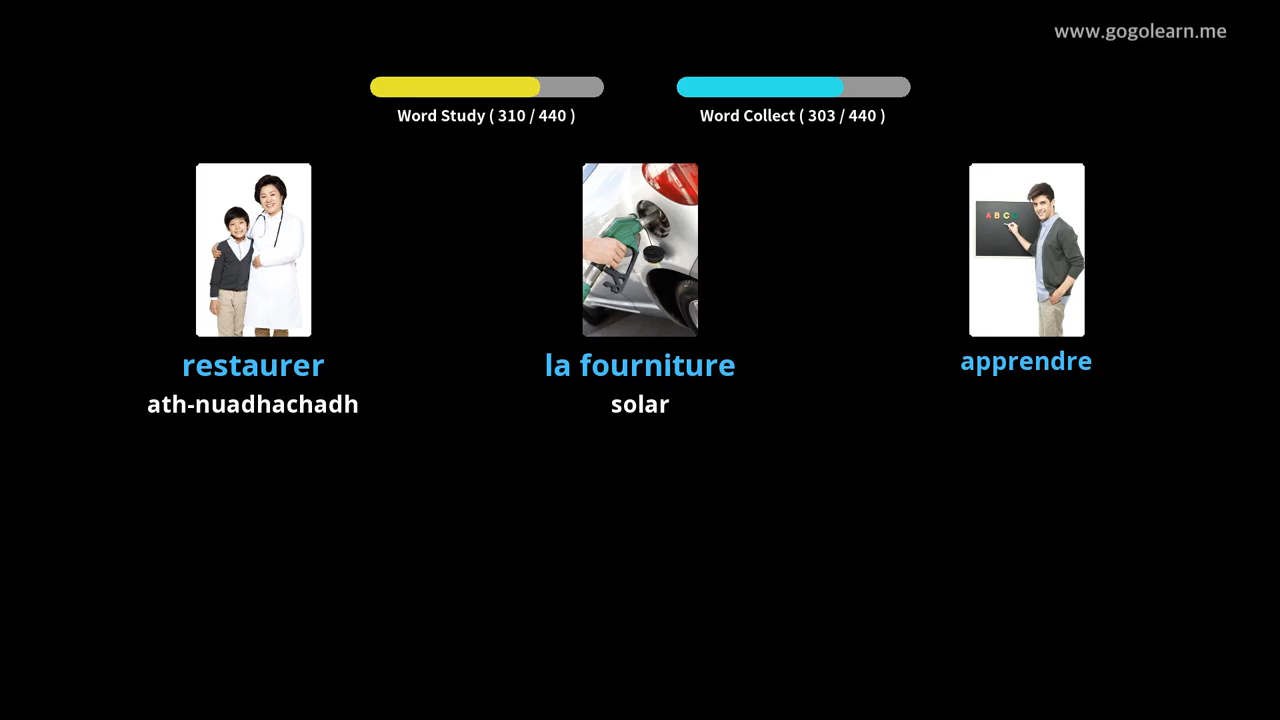 www.gogolearn.me
Word Study ( 310 / 440 )
Word Collect ( 303 / 440 )
A B C
restaurer
la fourniture
apprendre
ath-nuadhachadh
solar